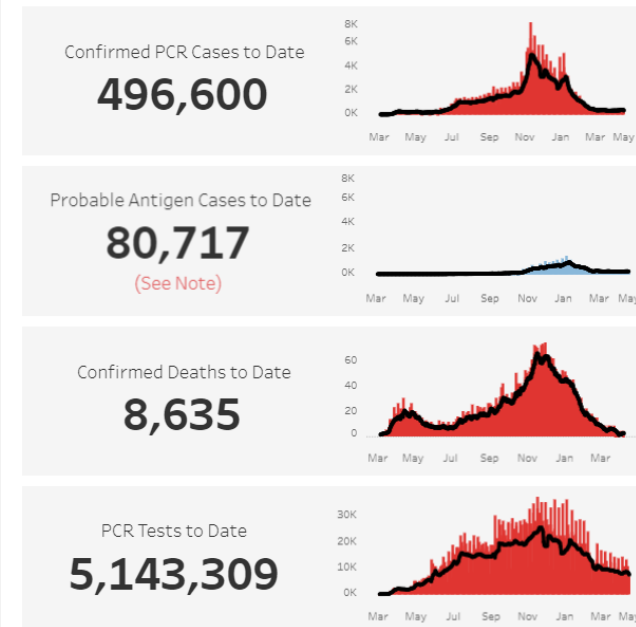 Confirmed PCR Cases to Date
496,600
8K
6K
4K
2K
0K
Mar May Jul Sep Nov Jan Mar May
Probable Antigen Cases to Date
80,717
(See Note)
8K
6K
4K
2K
0K
Mar May Jul Sep Nov Jan Mar May
Confirmed Deaths to Date
8,635
60
40
20
0
Mar May Jul Sep Nov Jan Mar
PCR Tests to Date
5,143,309
30K
20K
10K
0K
Mar May Jul Sep Nov Jan Mar May